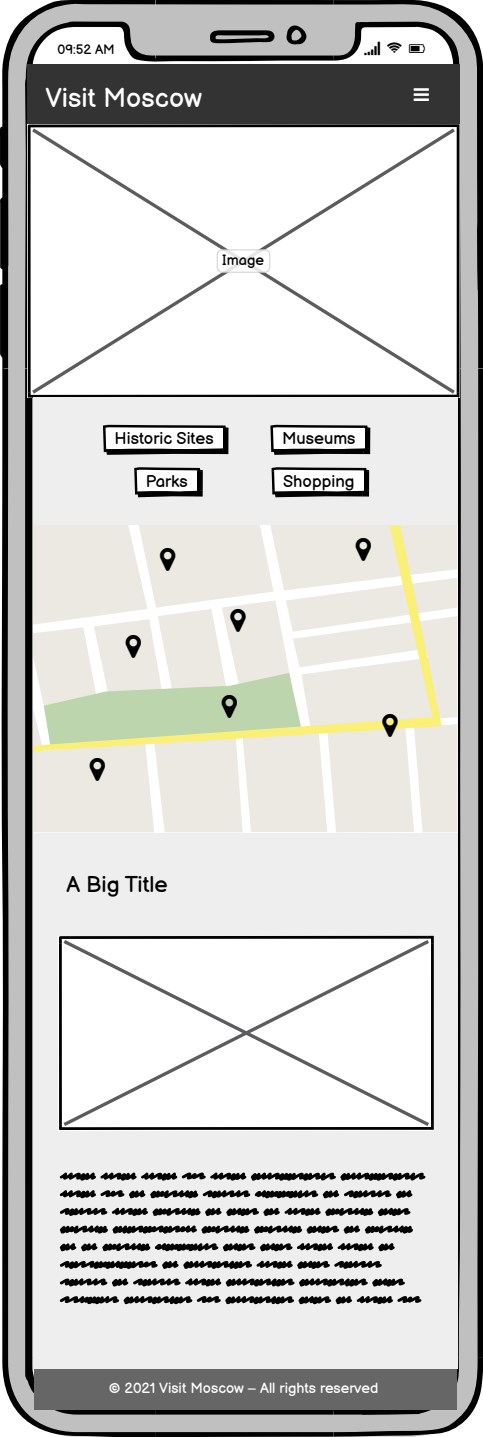 09:52 AM
Visit Moscow
Image
Historic Sites Museums
Parks Shopping
A Big Title
© 2021 Visit Moscow – All rights reserved